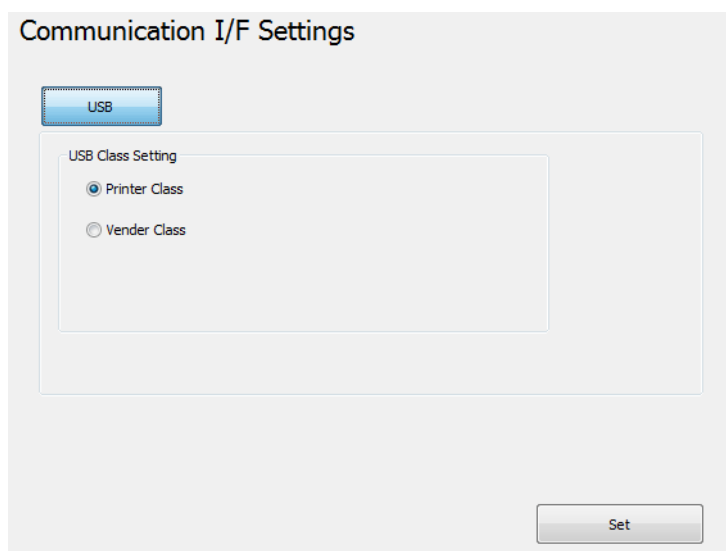 Communication I/F Settings
USB
USB Class Setting
Printer Class
Vender Class
Set